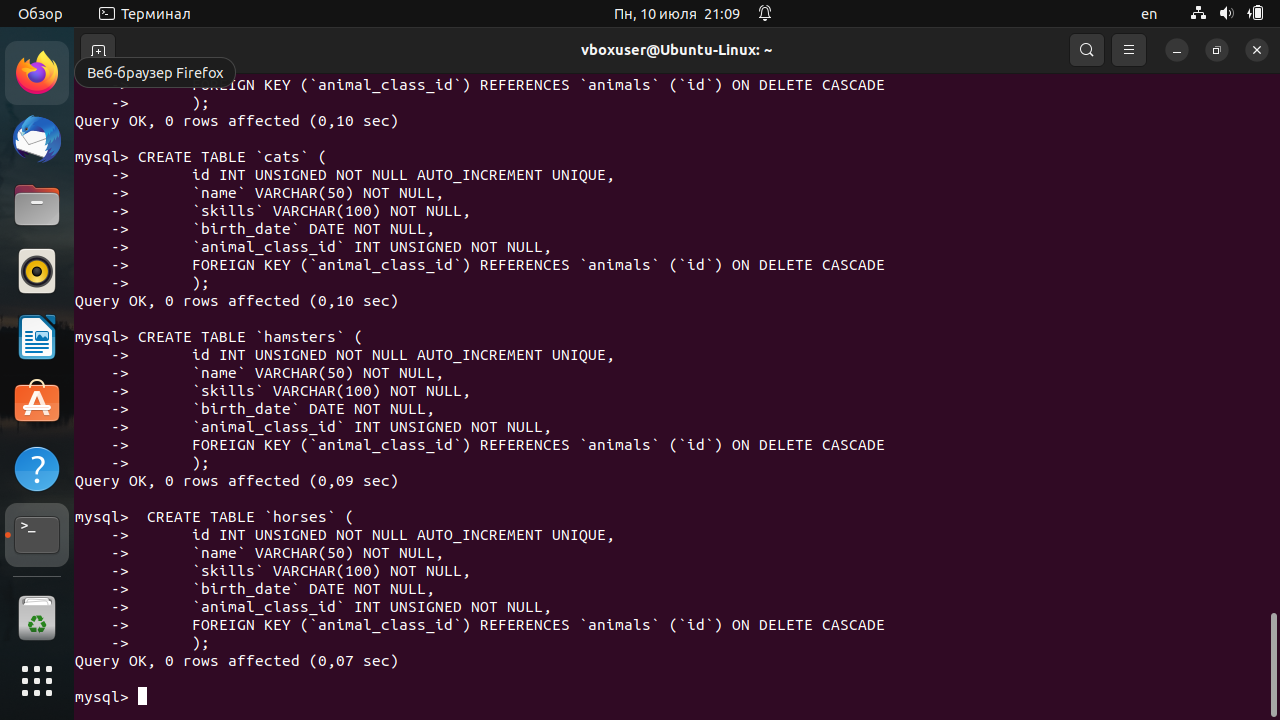 Обзор
Терминал
Пн, 10 июля 21:09
en
vboxuser@Ubuntu-Linux: ~
Веб-браузер Firefox
FOREIGN KEY (`animal_class_id`) REFERENCES `animals` (`id`) ON DELETE CASCADE
-> );
Query OK, 0 rows affected (0,10 sec)
mysql> CREATE TABLE `cats` (
-> id INT UNSIGNED NOT NULL AUTO_INCREMENT UNIQUE,
-> `name` VARCHAR(50) NOT NULL,
-> `skills` VARCHAR(100) NOT NULL,
-> `birth_date` DATE NOT NULL,
-> `animal_class_id` INT UNSIGNED NOT NULL,
-> FOREIGN KEY (`animal_class_id`) REFERENCES `animals` (`id`) ON DELETE CASCADE
-> );
Query OK, 0 rows affected (0,10 sec)
mysql> CREATE TABLE `hamsters` (
-> id INT UNSIGNED NOT NULL AUTO_INCREMENT UNIQUE,
-> `name` VARCHAR(50) NOT NULL,
-> `skills` VARCHAR(100) NOT NULL,
-> `birth_date` DATE NOT NULL,
-> `animal_class_id` INT UNSIGNED NOT NULL,
-> FOREIGN KEY (`animal_class_id`) REFERENCES `animals` (`id`) ON DELETE CASCADE
-> );
Query OK, 0 rows affected (0,09 sec)
mysql>  CREATE TABLE `horses` (
-> id INT UNSIGNED NOT NULL AUTO_INCREMENT UNIQUE,
-> `name` VARCHAR(50) NOT NULL,
-> `skills` VARCHAR(100) NOT NULL,
-> `birth_date` DATE NOT NULL,
-> `animal_class_id` INT UNSIGNED NOT NULL,
-> FOREIGN KEY (`animal_class_id`) REFERENCES `animals` (`id`) ON DELETE CASCADE
-> );
Query OK, 0 rows affected (0,07 sec)
mysql>